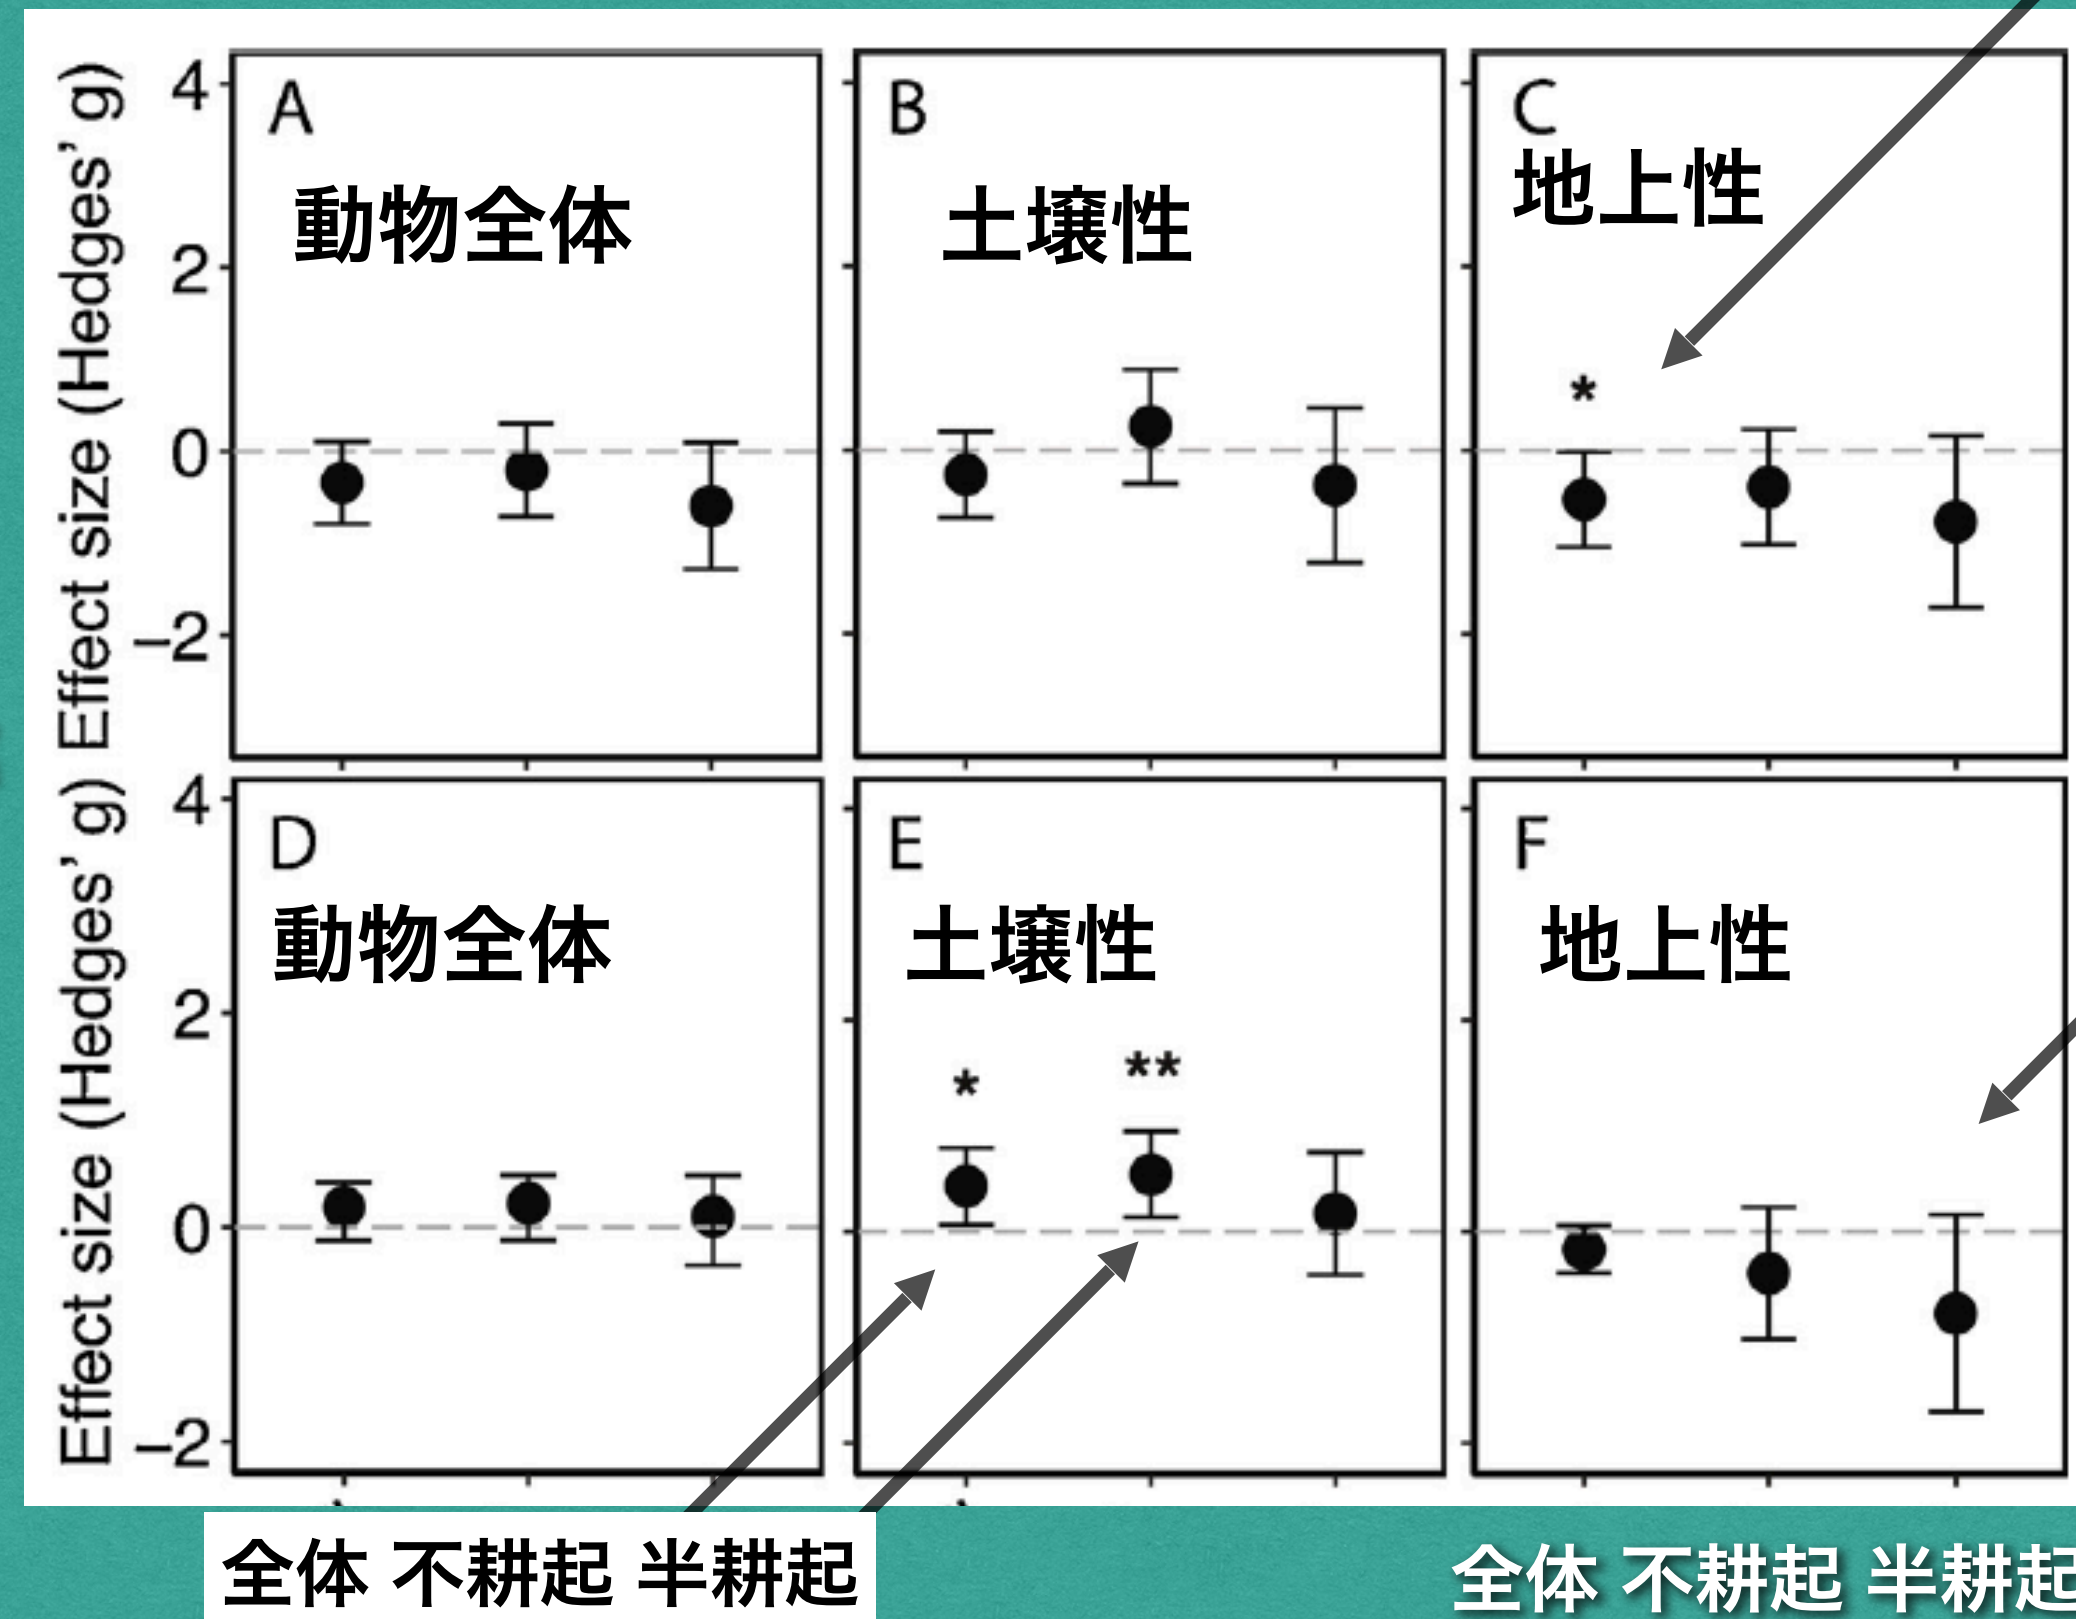 Effect size (Hedges' g)
4
2
0
−2
A
動物全体
B
土壌性
C
地上性
*
Effect size (Hedges' g)
4
2
0
−2
D
動物全体
E
土壌性
*
**
F
地上性
全体 不耕起 半耕起
全体 不耕起 半耕起